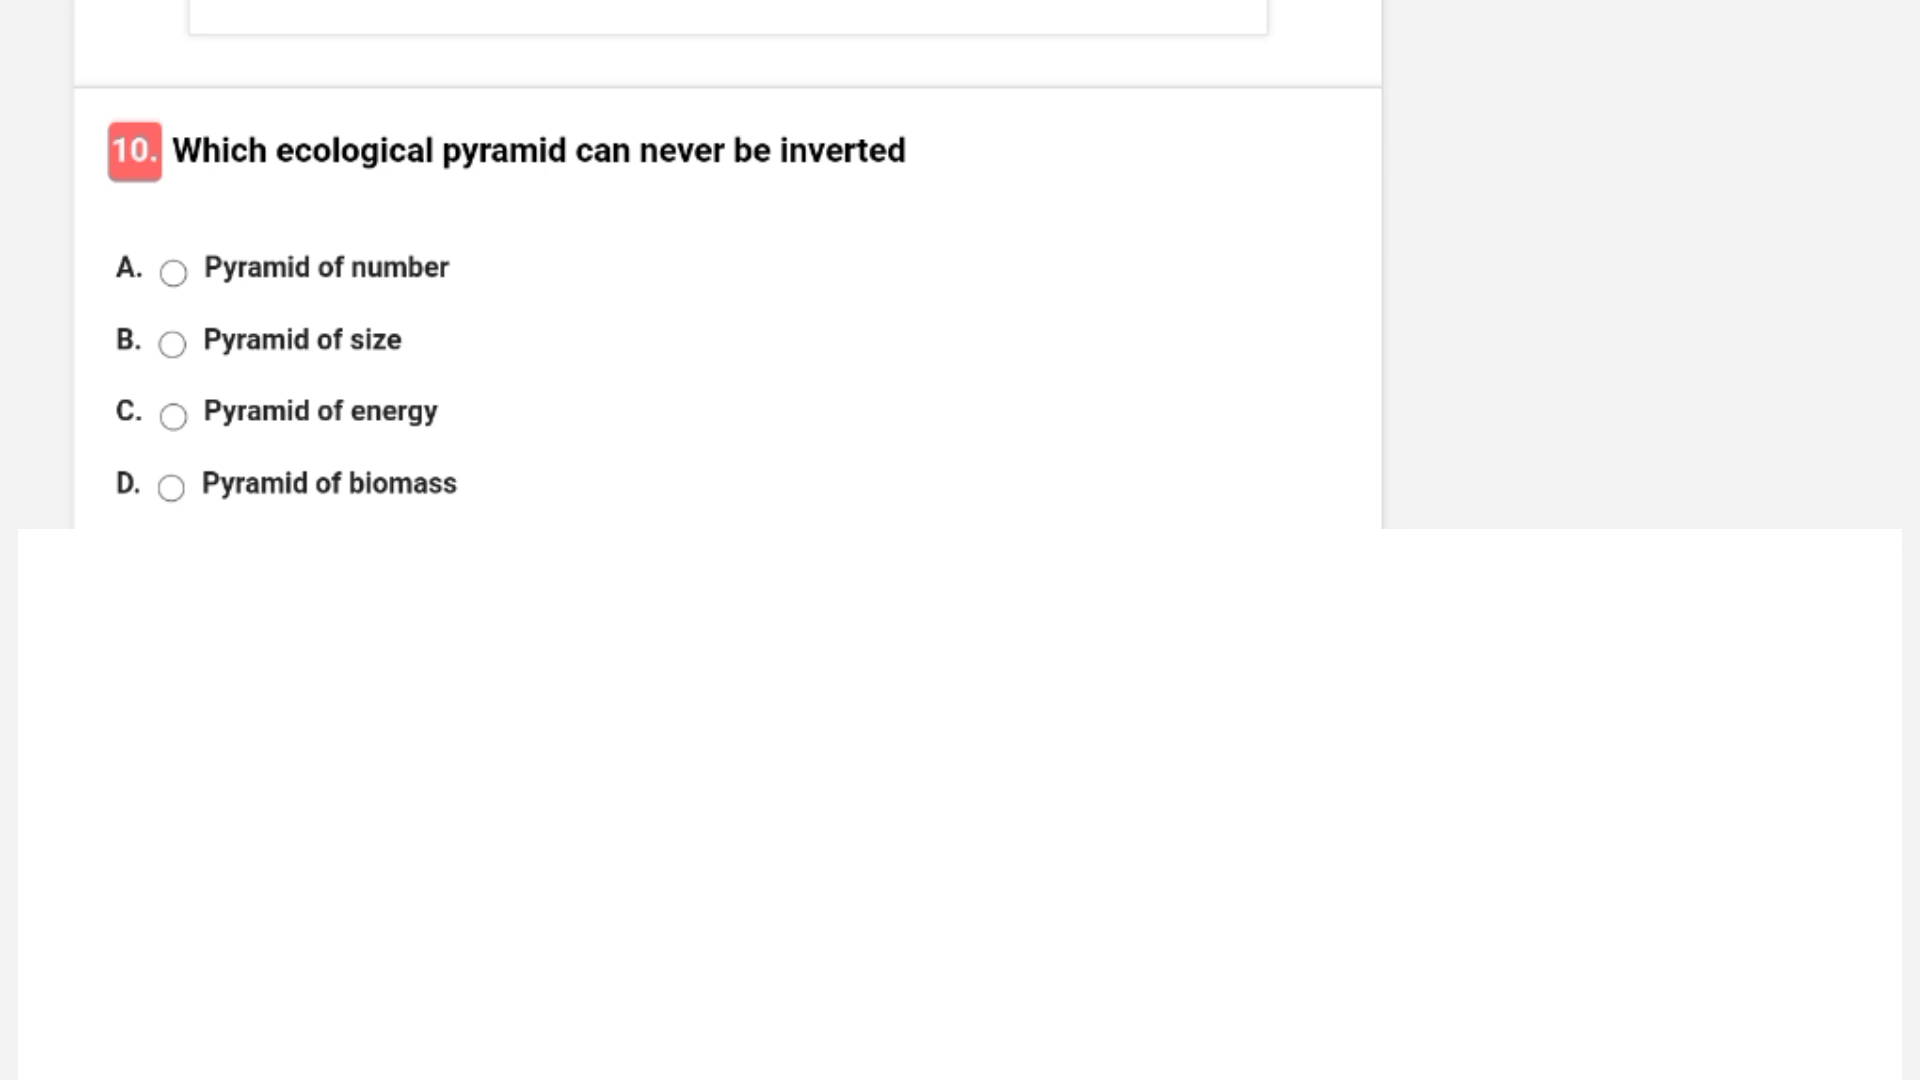 10. Which ecological pyramid can never be inverted
A. Pyramid of number
B. Pyramid of size
C. Pyramid of energy
D. Pyramid of biomass